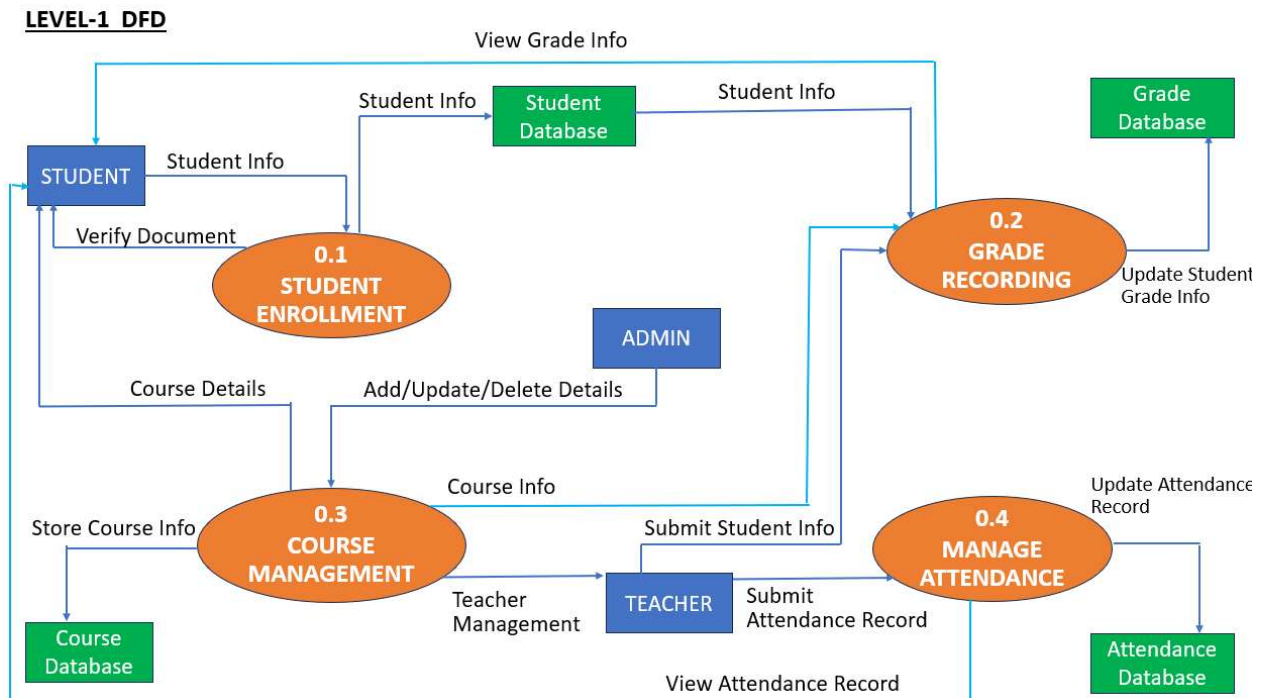 LEVEL-1 DFD
View Grade Info
Student Info
Student
Database
Student Info
Grade
Database
STUDENT
Student Info
Verify Document
0.1
STUDENT
ENROLLMENT
0.2
GRADE
RECORDING
Update Student
Grade Info
ADMIN
Course Details
Add/Update/Delete Details
Course Info
Update Attendance
Record
Store Course Info
0.3
COURSE
MANAGEMENT
Submit Student Info
0.4
MANAGE
ATTENDANCE
Teacher
Management
TEACHER
Submit
Attendance Record
Course
Database
Attendance
Database
View Attendance Record